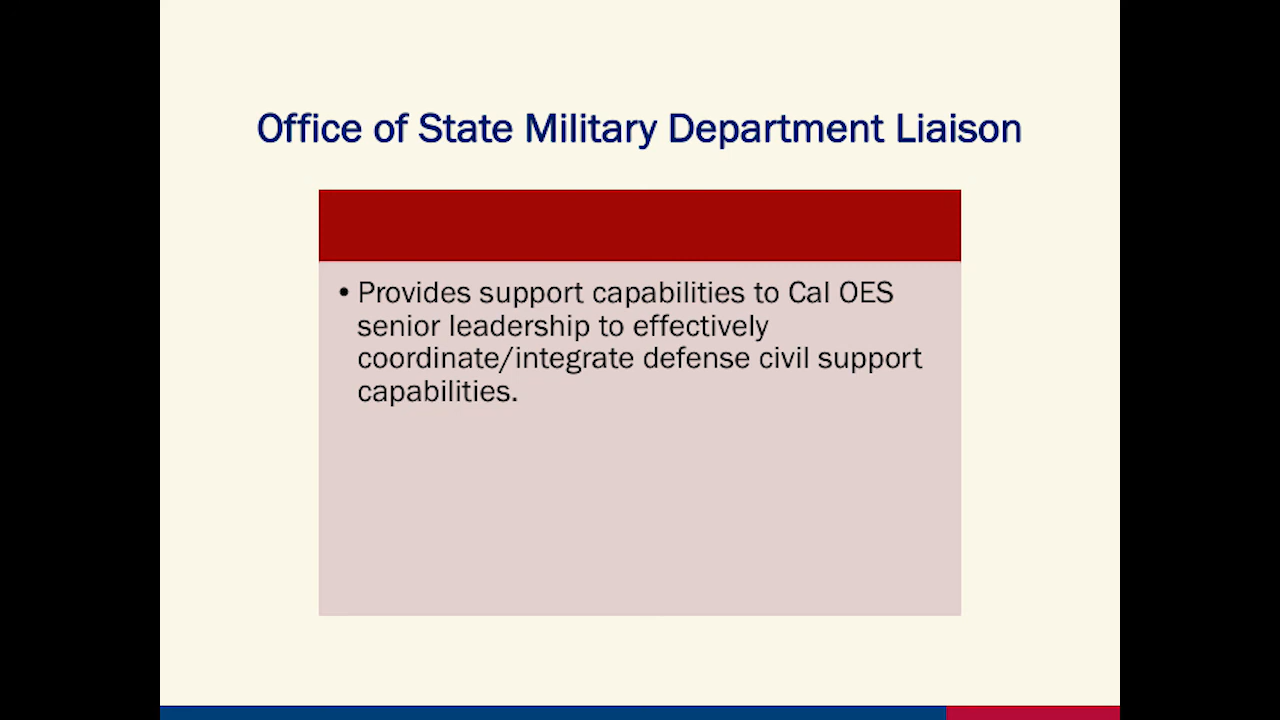 Office of State Military Department Liaison
• Provides support capabilities to Cal OES
senior leadership to effectively
coordinate/integrate defense civil support
capabilities.